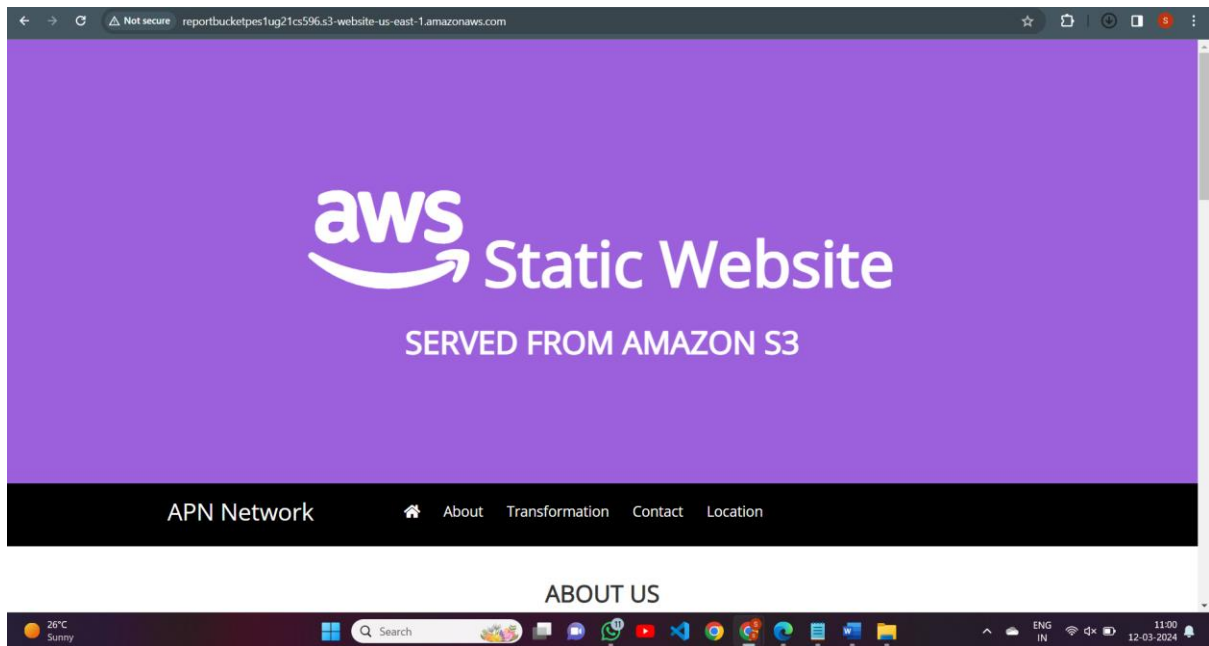 Not secure reportbucketpes1ug21cs596.s3-website-us-east-1.amazonaws.com
S
aws
Static Website
SERVED FROM AMAZON S3
APN Network About Transformation Contact Location
ABOUT US
26°C
Sunny
Search
11
ENG
IN
11:00
12-03-2024